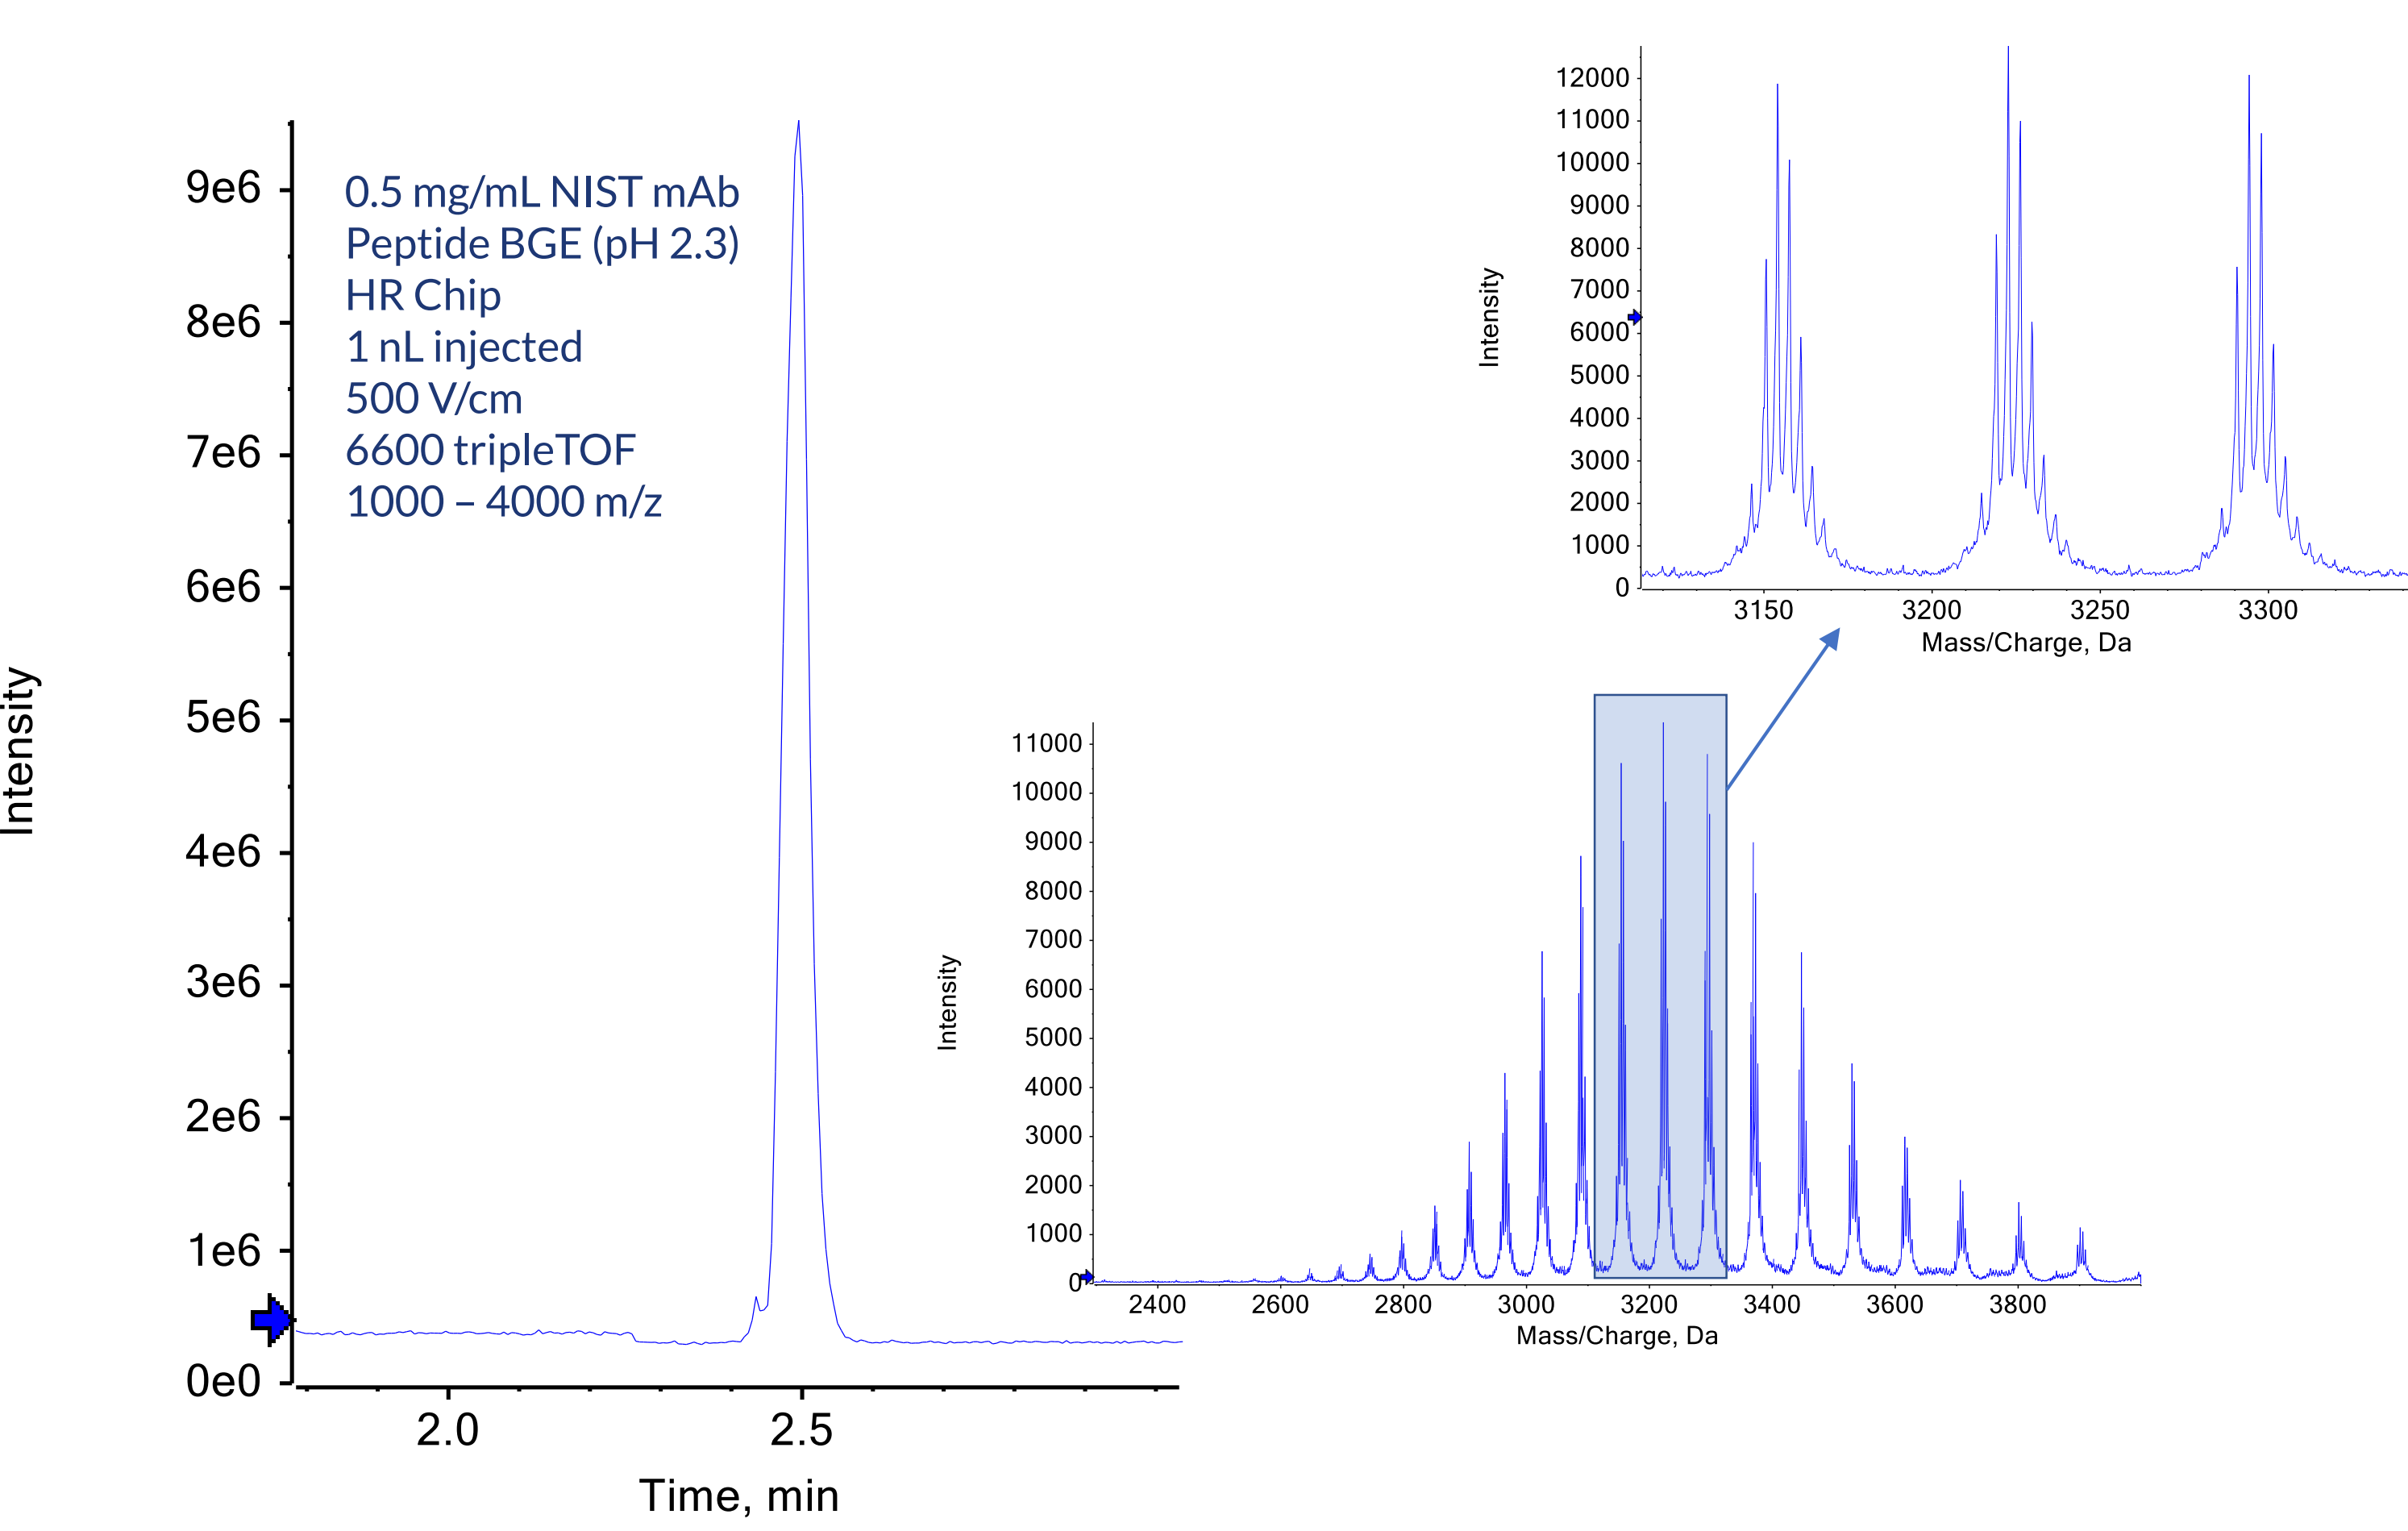 Intensity
9e6
8e6
7e6
6e6
5e6
4e6
3e6
2e6
1e6
0e0
2.0 2.5
Time, min
0.5 mg/mL NIST mAb
Peptide BGE (pH 2.3)
HR Chip
1 nL injected
500 V/cm
6600 tripleTOF
1000 – 4000 m/z
Intensity
12000
11000
10000
9000
8000
7000
6000
5000
4000
3000
2000
1000
0
3150 3200 3250 3300
Mass/Charge, Da
Intensity
11000
10000
9000
8000
7000
6000
5000
4000
3000
2000
1000
0
2400 2600 2800 3000 3200 3400 3600 3800
Mass/Charge, Da